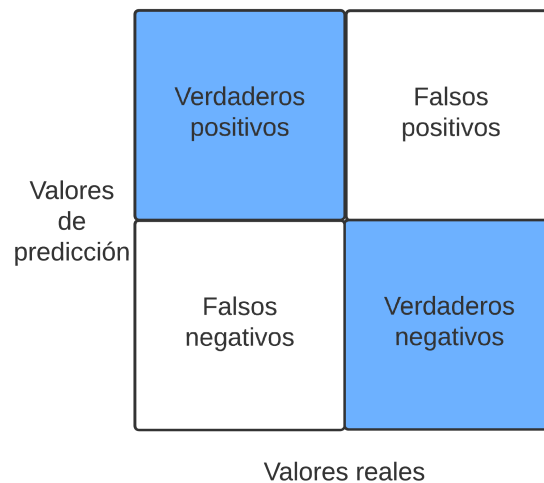 Verdaderos
positivos
Falsos
positivos
Valores
de
predicción
Falsos
negativos
Verdaderos
negativos
Valores reales